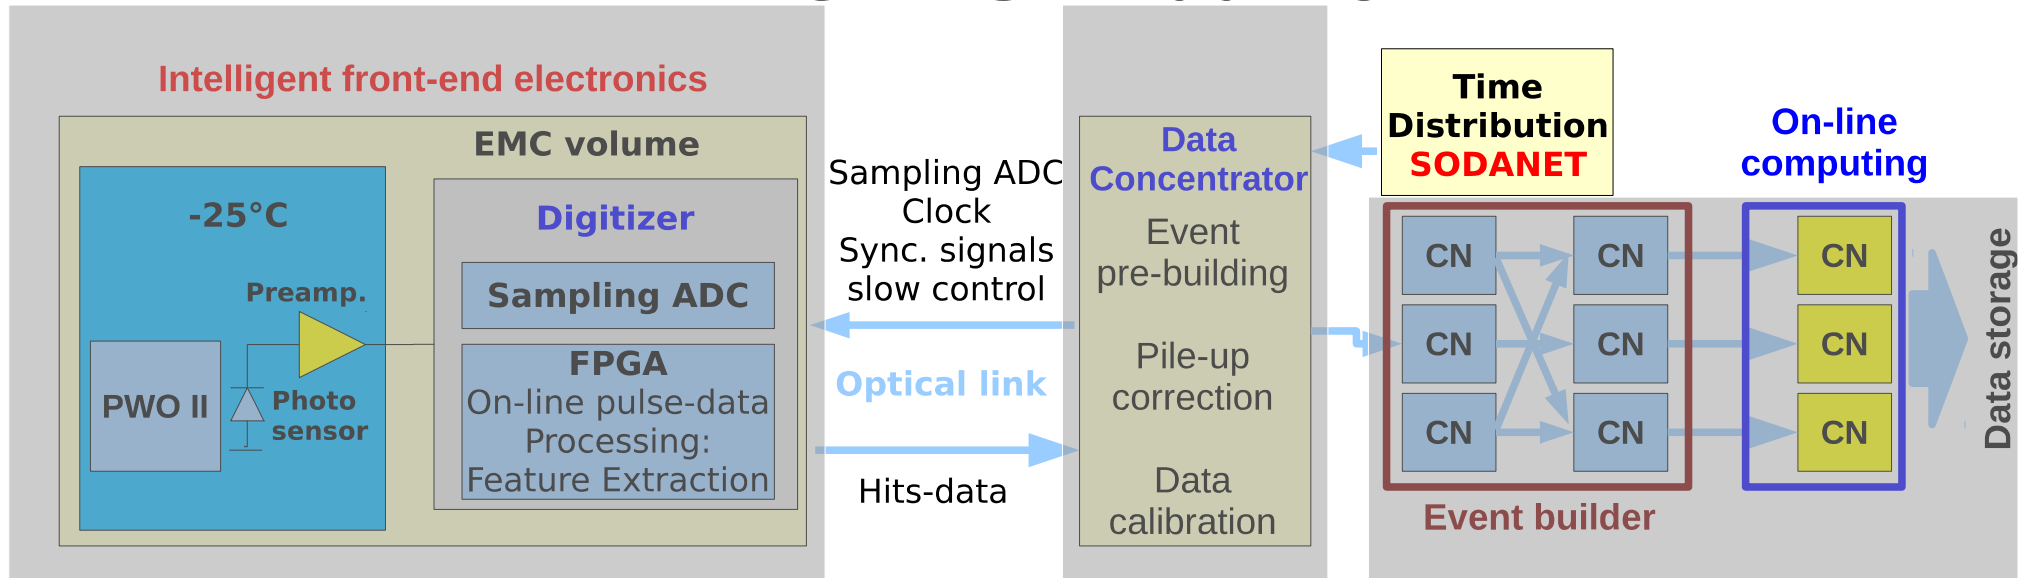 Intelligent front-end electronics
EMC volume
-25°C
Preamp.
PWO II
Photo
sensor
Digitizer
Sampling ADC
FPGA
On-line pulse-data
Processing:
Feature Extraction
Sampling ADC
Clock
Sync. signals
slow control
Optical link
Hits-data
Data
Concentrator
Event
pre-building
Pile-up
correction
Data
calibration
Time
Distribution
SODANET
On-line
computing
CN CN CN
CN CN CN
CN CN CN
Event builder
Data storage